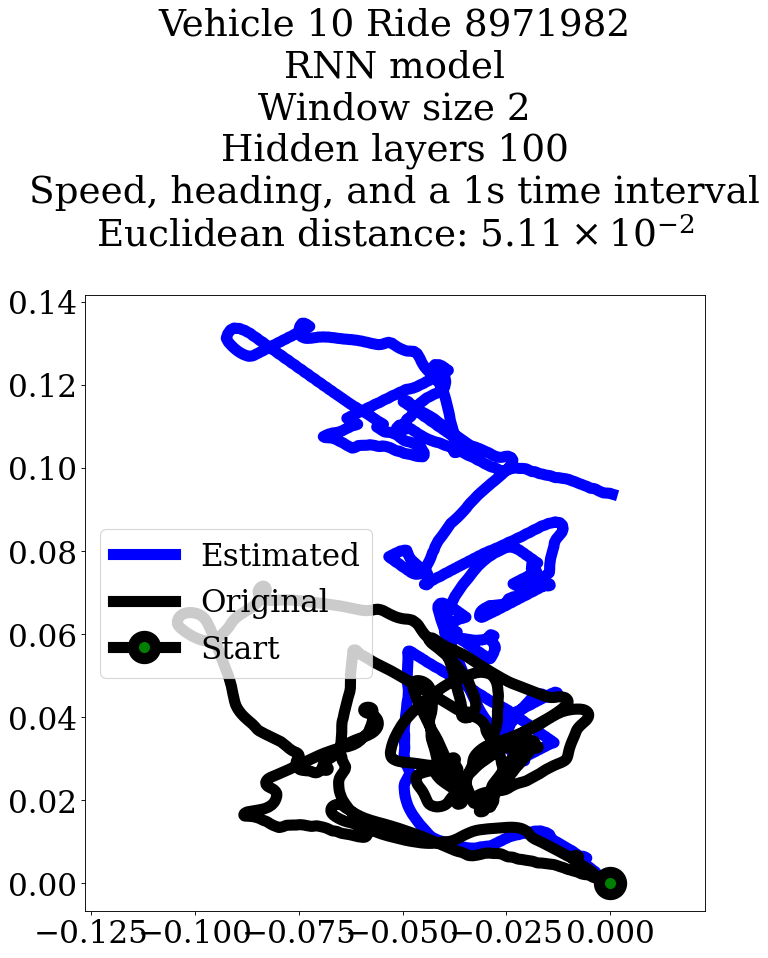 Vehicle 10 Ride 8971982
RNN model
Window size 2
Hidden layers 100
Speed, heading, and a 1s time interval
Euclidean distance: 5.11 × 10⁻²
0.14
0.12
0.10
0.08
0.06
0.04
0.02
0.00
Estimated
Original
Start
−0.125 −0.100 −0.075 −0.050 −0.025 0.000